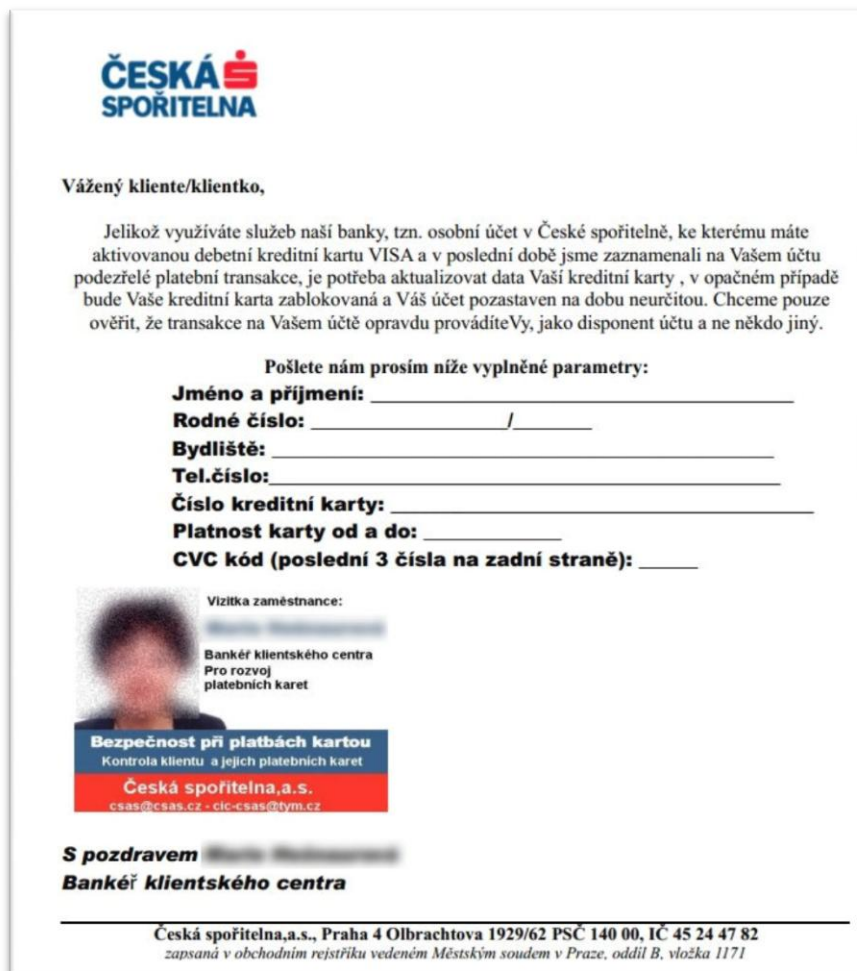 ČESKÁ
SPOŘITELNA
Vážený kliente/klientko,
Jelikož využíváte služeb naší banky, tzn. osobní účet v České spořitelně, ke kterému máte
aktivovanou debetní kreditní kartu VISA a v poslední době jsme zaznamenali na Vašem účtu
podezřelé platební transakce, je potřeba aktualizovat data Vaší kreditní karty , v opačném případě
bude Vaše kreditní karta zablokovaná a Váš účet pozastaven na dobu neurčitou. Chceme pouze
ověřit, že transakce na Vašem účtě opravdu provádíteVy, jako disponent účtu a ne někdo jiný.
Pošlete nám prosím níže vyplněné parametry:
Jméno a příjmení: ______
Rodné číslo: ______/______
Bydliště: ______
Tel.číslo:______
Číslo kreditní karty: ______
Platnost karty od a do: ______
CVC kód (poslední 3 čísla na zadní straně): ______
Vizitka zaměstnance:
Bankéř klientského centra
Pro rozvoj
platebních karet
Bezpečnost při platbách kartou
Kontrola klientu a jejich platebních karet
Česká spořitelna,a.s.
csas@csas.cz - cic-csas@tym.cz
S pozdravem
Bankéř klientského centra
Česká spořitelna,a.s., Praha 4 Olbrachtova 1929/62 PSČ 140 00, IČ 45 24 47 82
zapsaná v obchodním rejstříku vedeném Městským soudem v Praze, oddíl B, vložka 1171